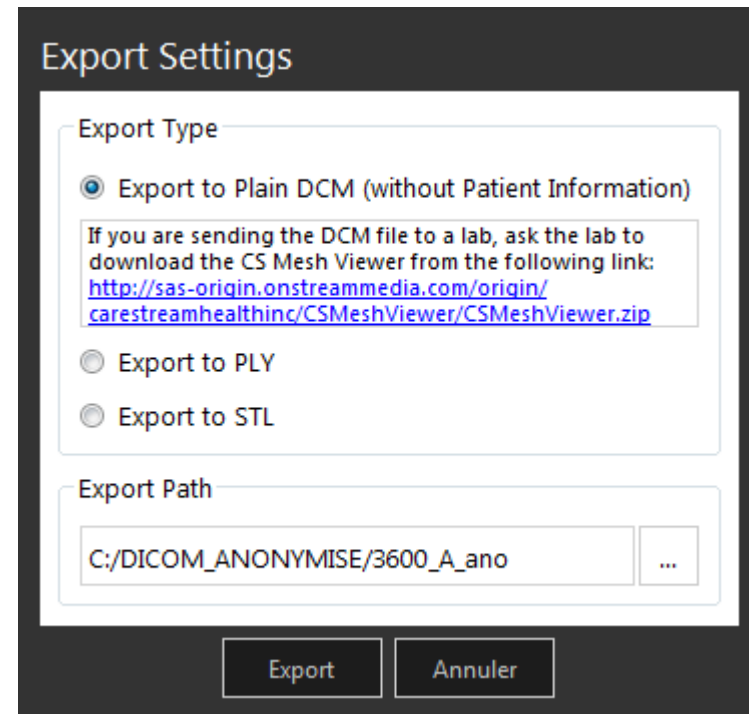 Export Settings
Export Type
Export to Plain DCM (without Patient Information)
If you are sending the DCM file to a lab, ask the lab to
download the CS Mesh Viewer from the following link:
http://sas-origin.onstreammedia.com/origin/
carestreamhealthinc/CSMeshViewer/CSMeshViewer.zip
Export to PLY
Export to STL
Export Path
C:/DICOM_ANONYMISE/3600_A_ano
...
Export
Annuler